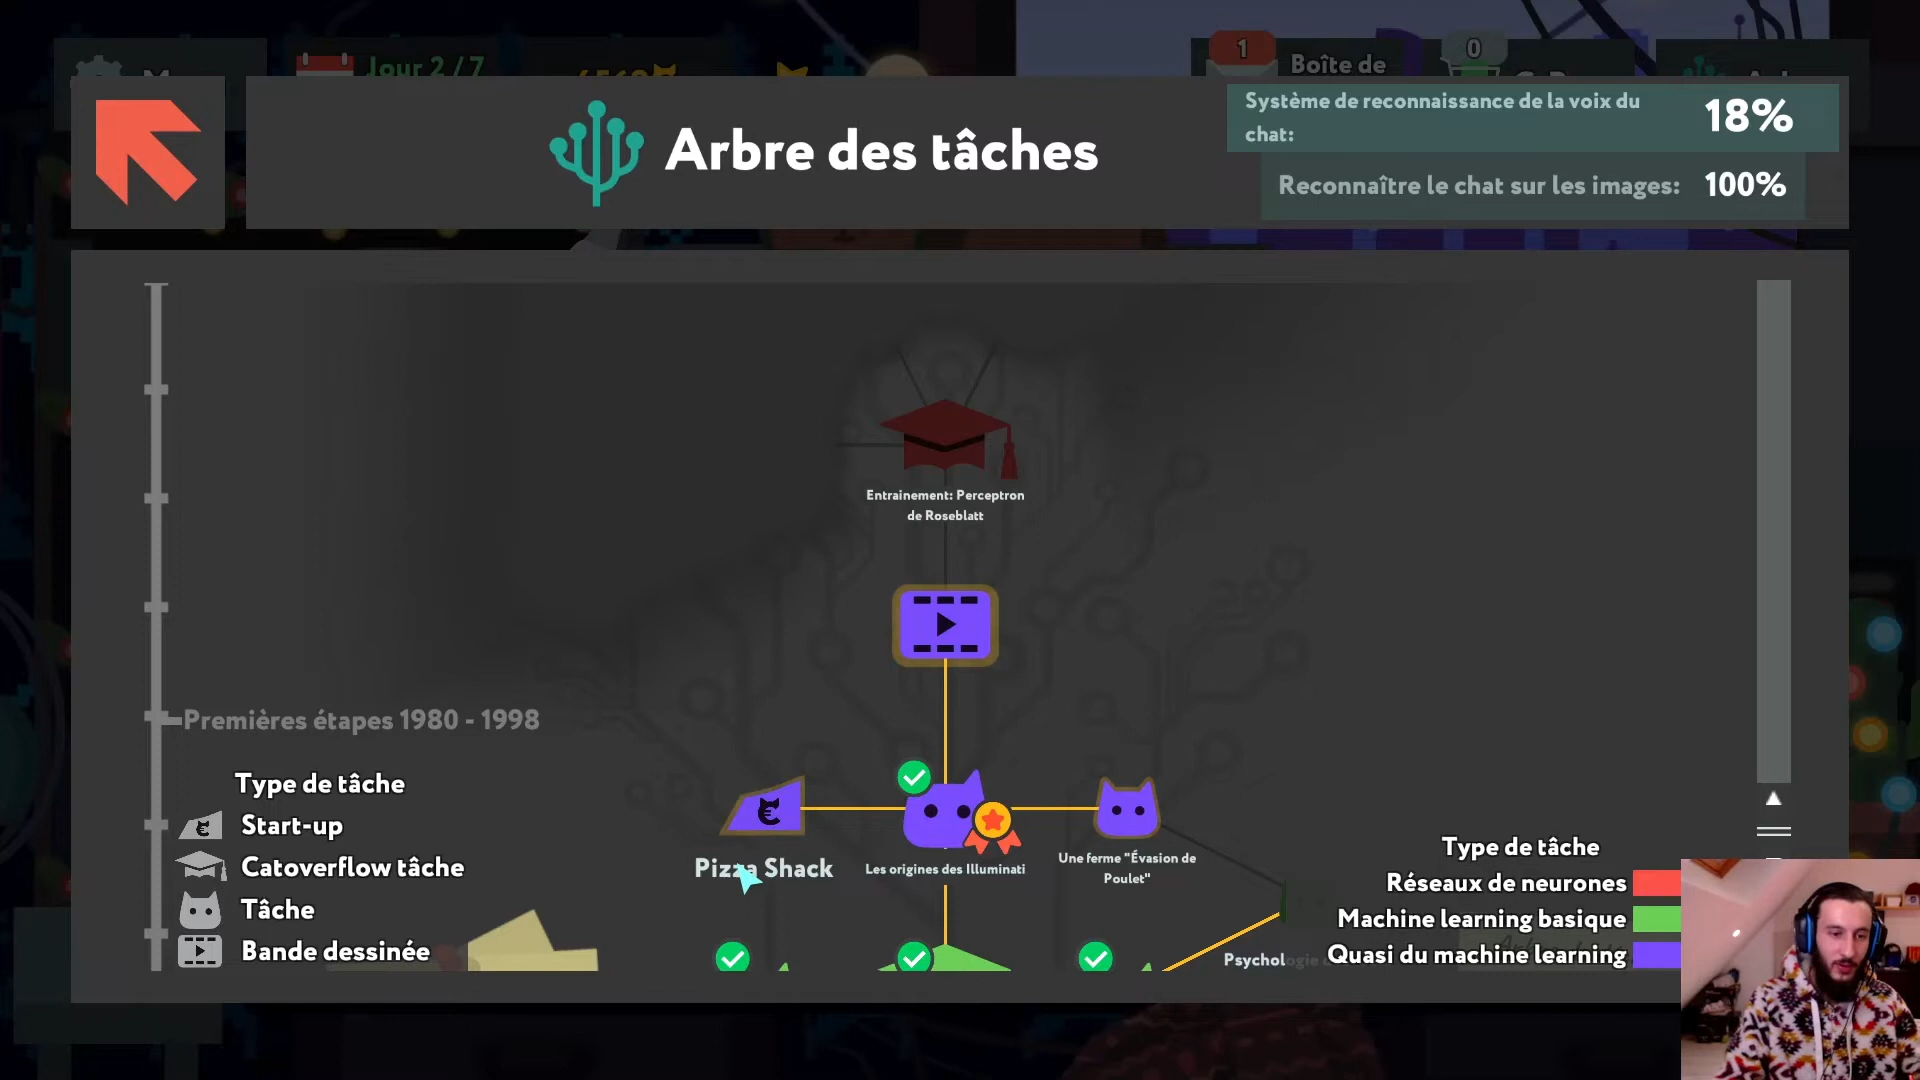 Jour 2/7
1
Boîte de
0
Arbre des tâches
Système de reconnaissance de la voix du
chat:
18%
Reconnaître le chat sur les images: 100%
Entrainement: Perceptron
de Roseblatt
Premières étapes 1980 - 1998
Type de tâche
Start-up
Catoverflow tâche
Tâche
Bande dessinée
Pizza Shack
Les origines des Illuminati
Une ferme "Évasion de
Poulet"
Type de tâche
Réseaux de neurones
Machine learning basique
Quasi du machine learning